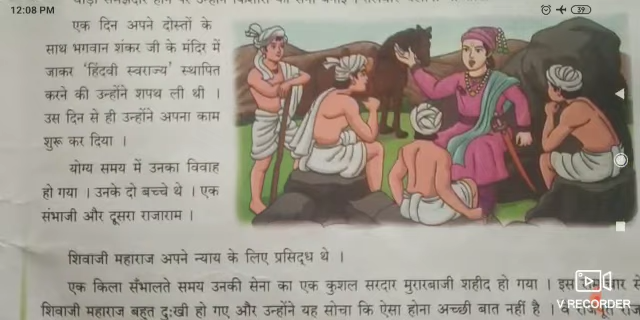 12:08 PM
39
एक दिन अपने दोस्तों के
साथ भगवान शंकर जी के मंदिर में
जाकर 'हिंदवी स्वराज्य' स्थापित
करने की उन्होंने शपथ ली थी ।
उस दिन से ही उन्होंने अपना काम
शुरू कर दिया ।
योग्य समय में उनका विवाह
हो गया । उनके दो बच्चे थे । एक
संभाजी और दूसरा राजाराम ।
शिवाजी महाराज अपने न्याय के लिए प्रसिद्ध थे ।
एक किला सँभालते समय उनकी सेना का एक कुशल सरदार मुरारबाजी शहीद हो गया । इस
शिवाजी महाराज बहुत दुःखी हो गए और उन्होंने यह सोचा कि ऐसा होना अच्छी बात नहीं है ।
V RECORDER